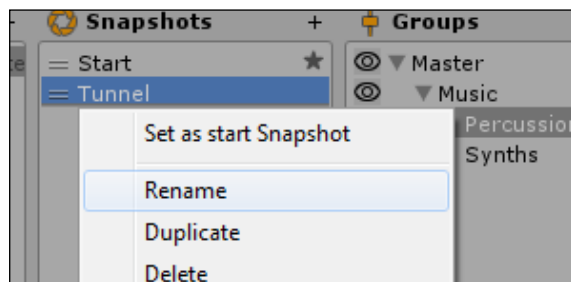 Snapshots +
Groups
Start
Master
Tunnel
Music
Set as start Snapshot
Percussion
Synths
Rename
Duplicate
Delete